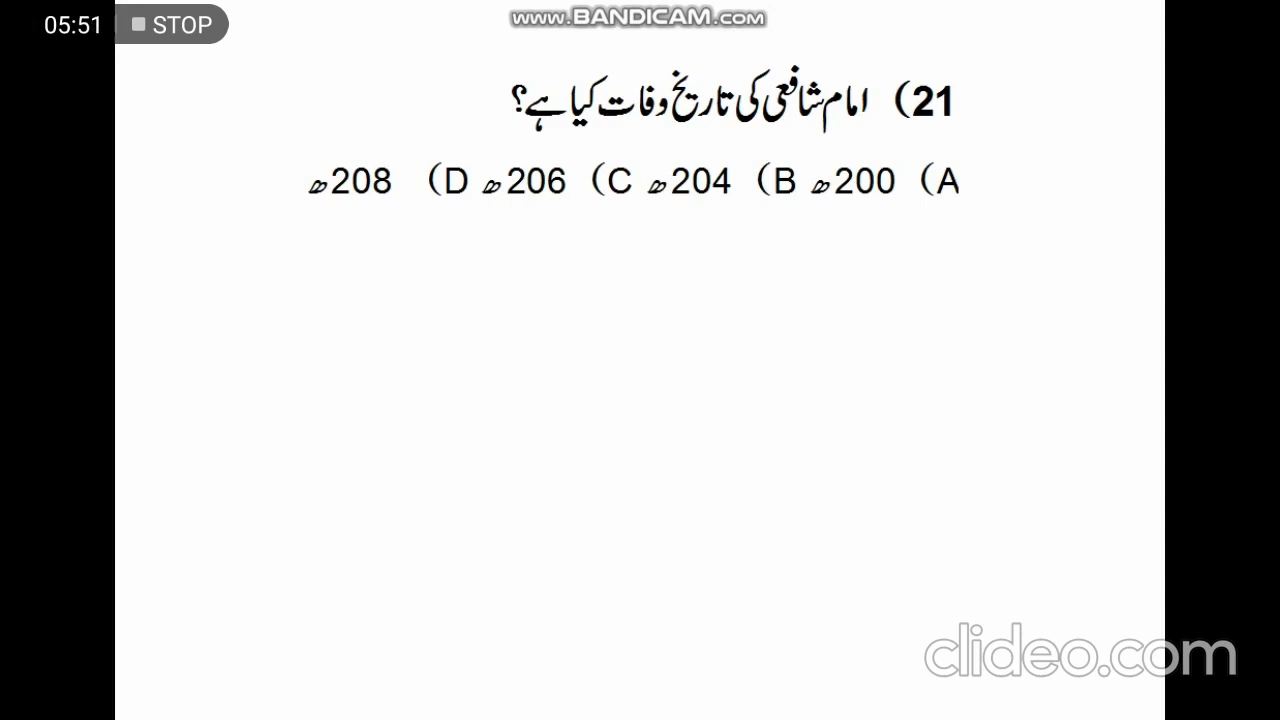 05:51 STOP
www.BANDICAM.com
21) امام شافعی کی تاریخ وفات کیا ہے؟
A) 200ھ B) 204ھ C) 206ھ D) 208ھ
clideo.com